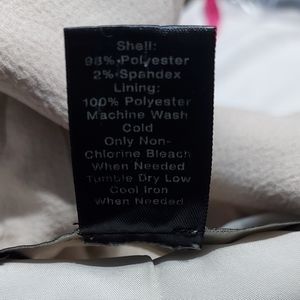 Shell:
98% Polyester
2% Spandex
Lining:
100% Polyester
Machine Wash
Cold
Only Non-
Chlorine Bleach
When Needed
Tumble Dry Low
Cool Iron
When Needed